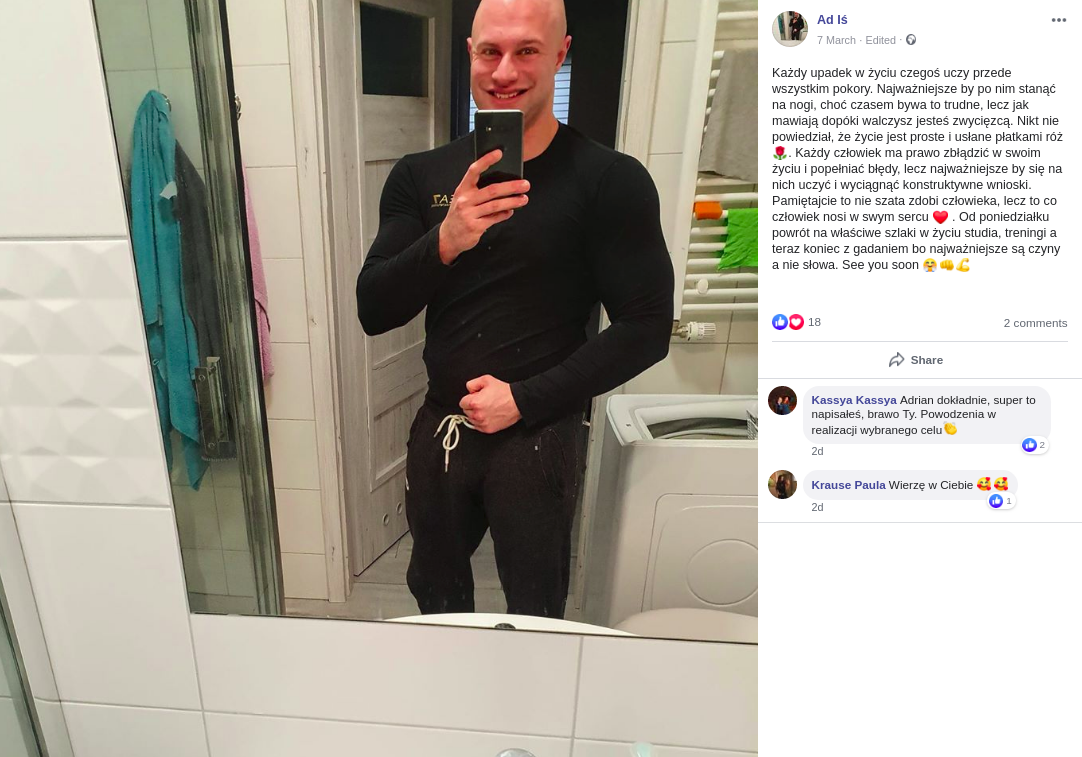 Ad Iś
7 March · Edited ·
Każdy upadek w życiu czegoś uczy przede
wszystkim pokory. Najważniejsze by po nim stanąć
na nogi, choć czasem bywa to trudne, lecz jak
mawiają dopóki walczysz jesteś zwycięzcą. Nikt nie
powiedział, że życie jest proste i usłane płatkami róż
🌹. Każdy człowiek ma prawo zbłądzić w swoim
życiu i popełniać błędy, lecz najważniejsze by się na
nich uczyć i wyciągnąć konstruktywne wnioski.
Pamiętajcie to nie szata zdobi człowieka, lecz to co
człowiek nosi w swym sercu ❤️ . Od poniedziałku
powrót na właściwe szlaki w życiu studia, treningi a
teraz koniec z gadaniem bo najważniejsze są czyny
a nie słowa. See you soon 😤👊💪
18
2 comments
Share
Kassya Kassya Adrian dokładnie, super to
napisałeś, brawo Ty. Powodzenia w
realizacji wybranego celu👏
2
2d
Krause Paula Wierzę w Ciebie 🥰🥰
1
2d